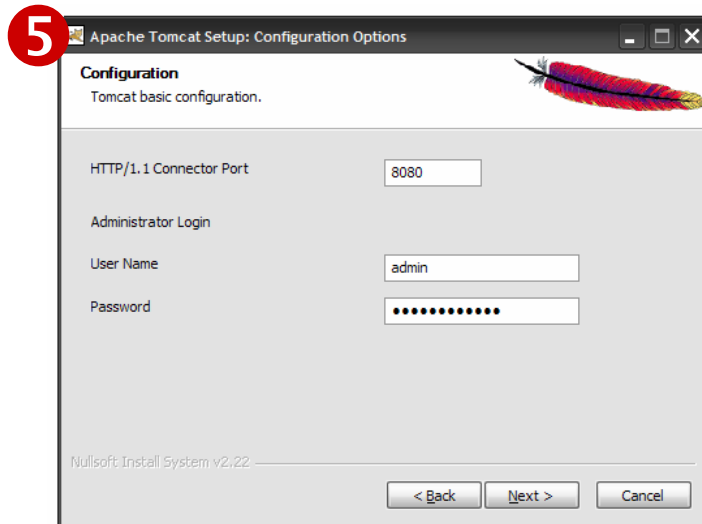 5
Apache Tomcat Setup: Configuration Options
Configuration
Tomcat basic configuration.
HTTP/1.1 Connector Port
8080
Administrator Login
User Name
admin
Password
••••••••••••
Nullsoft Install System v2.22
< Back
Next >
Cancel